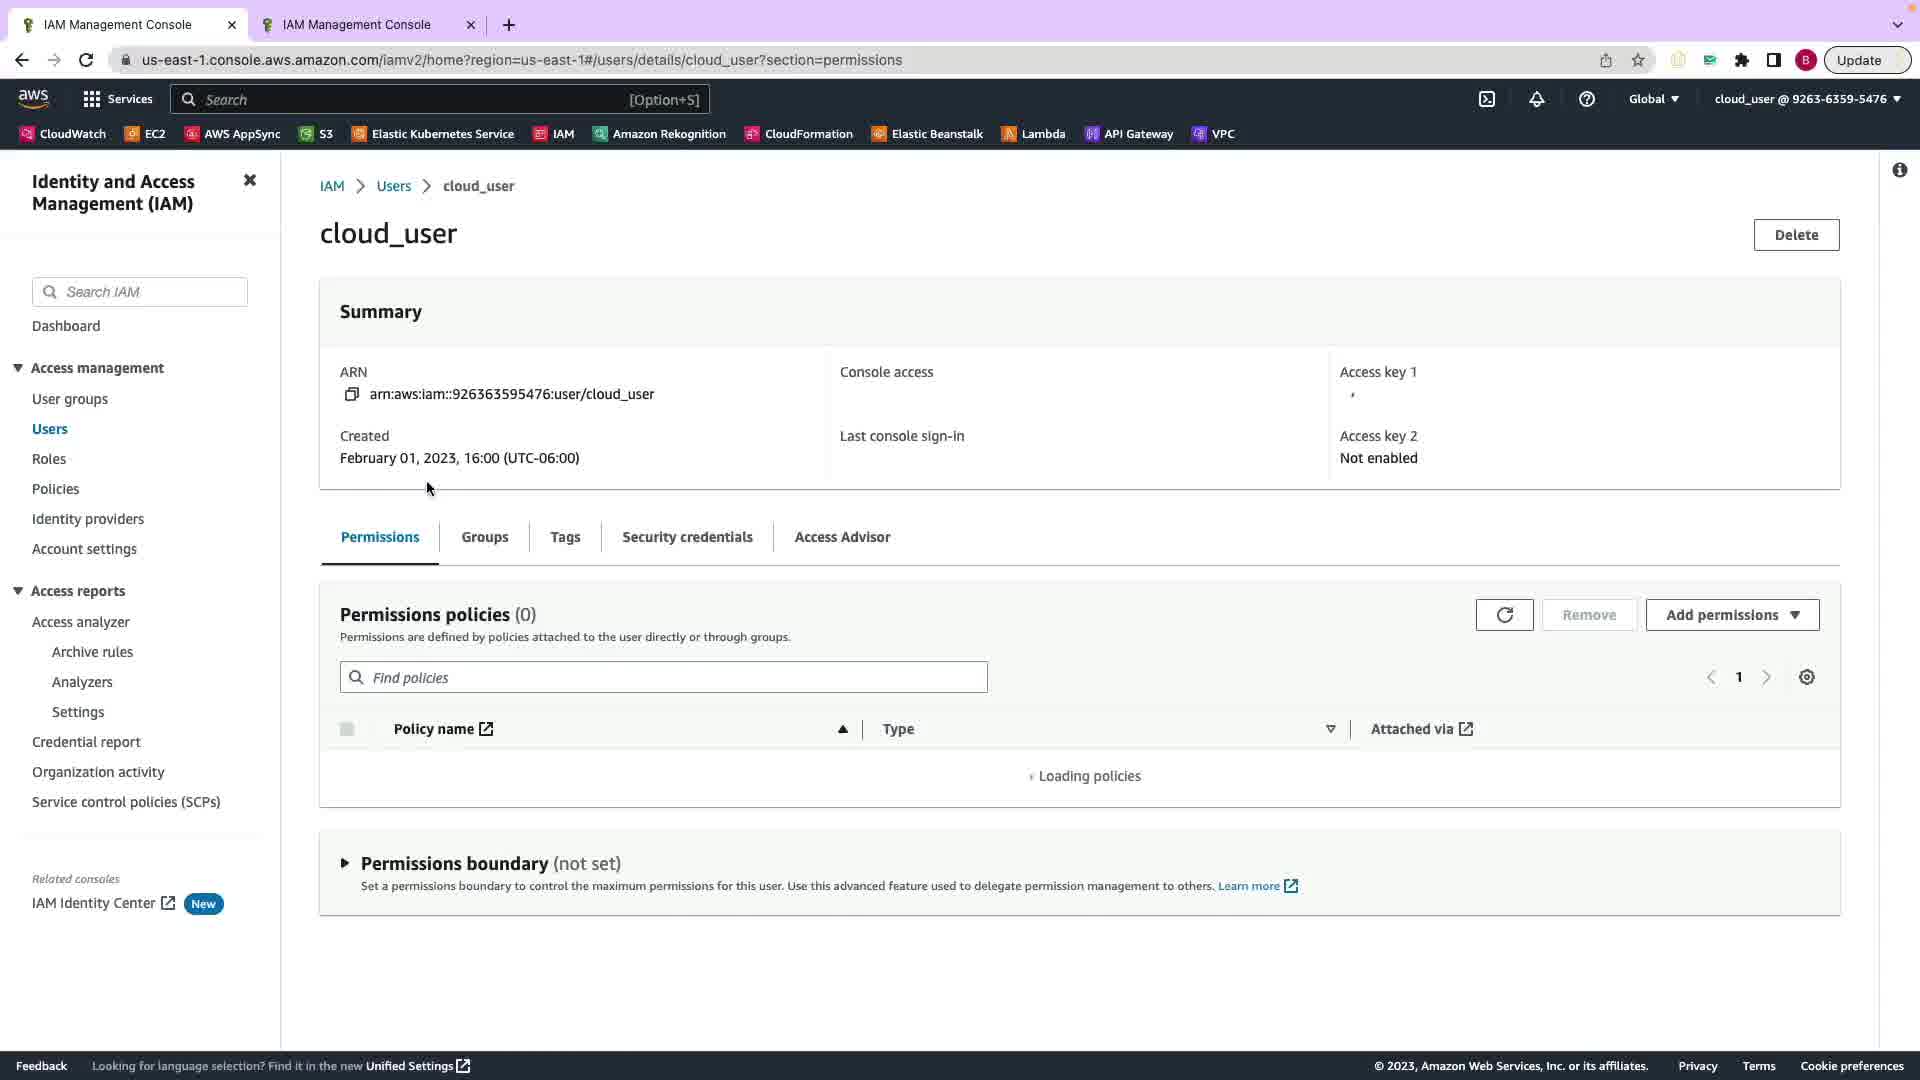 IAM Management Console
IAM Management Console
us-east-1.console.aws.amazon.com/iamv2/home?region=us-east-1#/users/details/cloud_user?section=permissions
B
Update
aws
Services
Search
[Option+S]
Global
cloud_user @ 9263-6359-5476
CloudWatch
EC2
AWS AppSync
S3
Elastic Kubernetes Service
IAM
Amazon Rekognition
CloudFormation
Elastic Beanstalk
Lambda
API Gateway
VPC
Identity and Access
Management (IAM)
Search IAM
Dashboard
Access management
User groups
Users
Roles
Policies
Identity providers
Account settings
Access reports
Access analyzer
Archive rules
Analyzers
Settings
Credential report
Organization activity
Service control policies (SCPs)
Related consoles
IAM Identity Center
New
IAM > Users > cloud_user
cloud_user
Delete
Summary
ARN
arn:aws:iam::926363595476:user/cloud_user
Created
February 01, 2023, 16:00 (UTC-06:00)
Console access
Last console sign-in
Access key 1
Access key 2
Not enabled
Permissions
Groups
Tags
Security credentials
Access Advisor
Permissions policies (0)
Permissions are defined by policies attached to the user directly or through groups.
Remove
Add permissions
Find policies
1
Policy name
Type
Attached via
Loading policies
Permissions boundary (not set)
Set a permissions boundary to control the maximum permissions for this user. Use this advanced feature used to delegate permission management to others. Learn more
Feedback
Looking for language selection? Find it in the new Unified Settings
© 2023, Amazon Web Services, Inc. or its affiliates.
Privacy
Terms
Cookie preferences